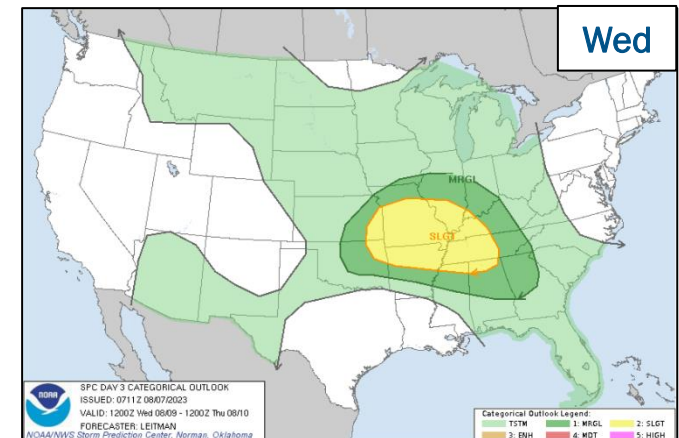 Wed
MRGL
SLGT
NOAA
SPC DAY 3 CATEGORICAL OUTLOOK
ISSUED: 0711Z 08/07/2023
VALID: 1200Z Wed 08/09 - 1200Z Thu 08/10
FORECASTER: LEITMAN
NOAA/NWS Storm Prediction Center, Norman, Oklahoma
Categorical Outlook Legend:
TSTM 1: MRGL 2: SLGT
3: ENH 4: MDT 5: HIGH